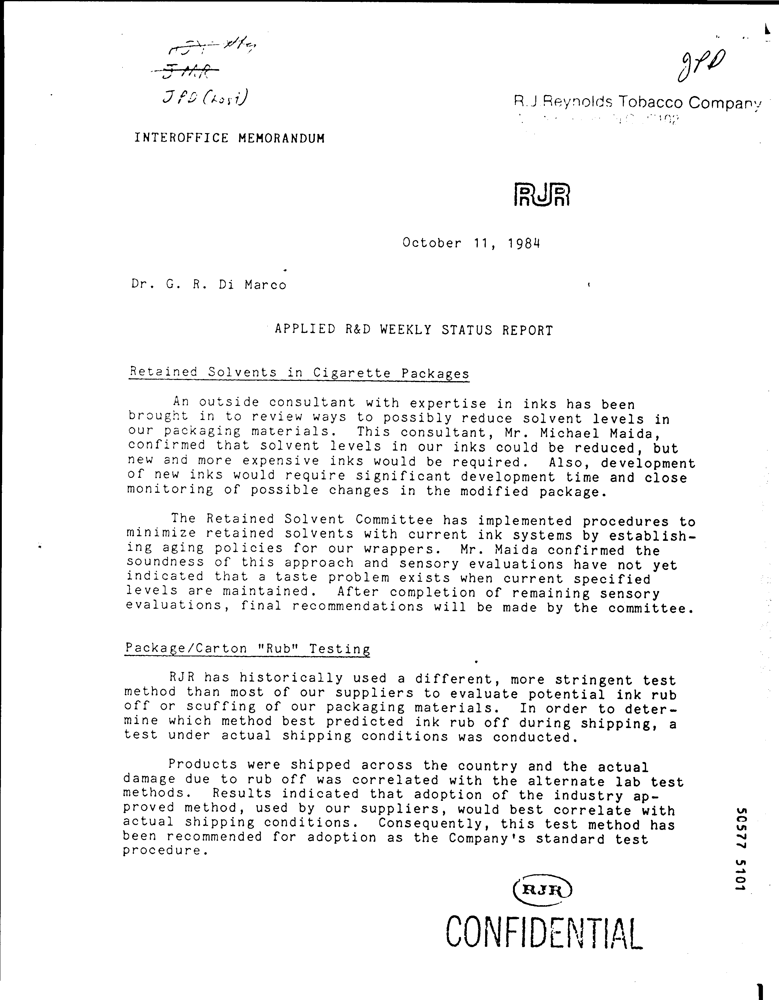 JMR
JPD (Lori)
JPD
R.J Reynolds Tobacco Company
INTEROFFICE MEMORANDUM
RJR
October 11, 1984
Dr. G. R. Di Marco
APPLIED R&D WEEKLY STATUS REPORT
Retained Solvents in Cigarette Packages
An outside consultant with expertise in inks has been
brought in to review ways to possibly reduce solvent levels in
our packaging materials. This consultant, Mr. Michael Maida,
confirmed that solvent levels in our inks could be reduced, but
new and more expensive inks would be required. Also, development
of new inks would require significant development time and close
monitoring of possible changes in the modified package.
The Retained Solvent Committee has implemented procedures to
minimize retained solvents with current ink systems by establish-
ing aging policies for our wrappers. Mr. Maida confirmed the
soundness of this approach and sensory evaluations have not yet
indicated that a taste problem exists when current specified
levels are maintained. After completion of remaining sensory
evaluations, final recommendations will be made by the committee.
Package/Carton "Rub" Testing
RJR has historically used a different, more stringent test
method than most of our suppliers to evaluate potential ink rub
off or scuffing of our packaging materials. In order to deter-
mine which method best predicted ink rub off during shipping, a
test under actual shipping conditions was conducted.
Products were shipped across the country and the actual
damage due to rub off was correlated with the alternate lab test
methods. Results indicated that adoption of the industry ap-
proved method, used by our suppliers, would best correlate with
actual shipping conditions. Consequently, this test method has
been recommended for adoption as the Company's standard test
procedure.
50577 5101
RJR
CONFIDENTIAL